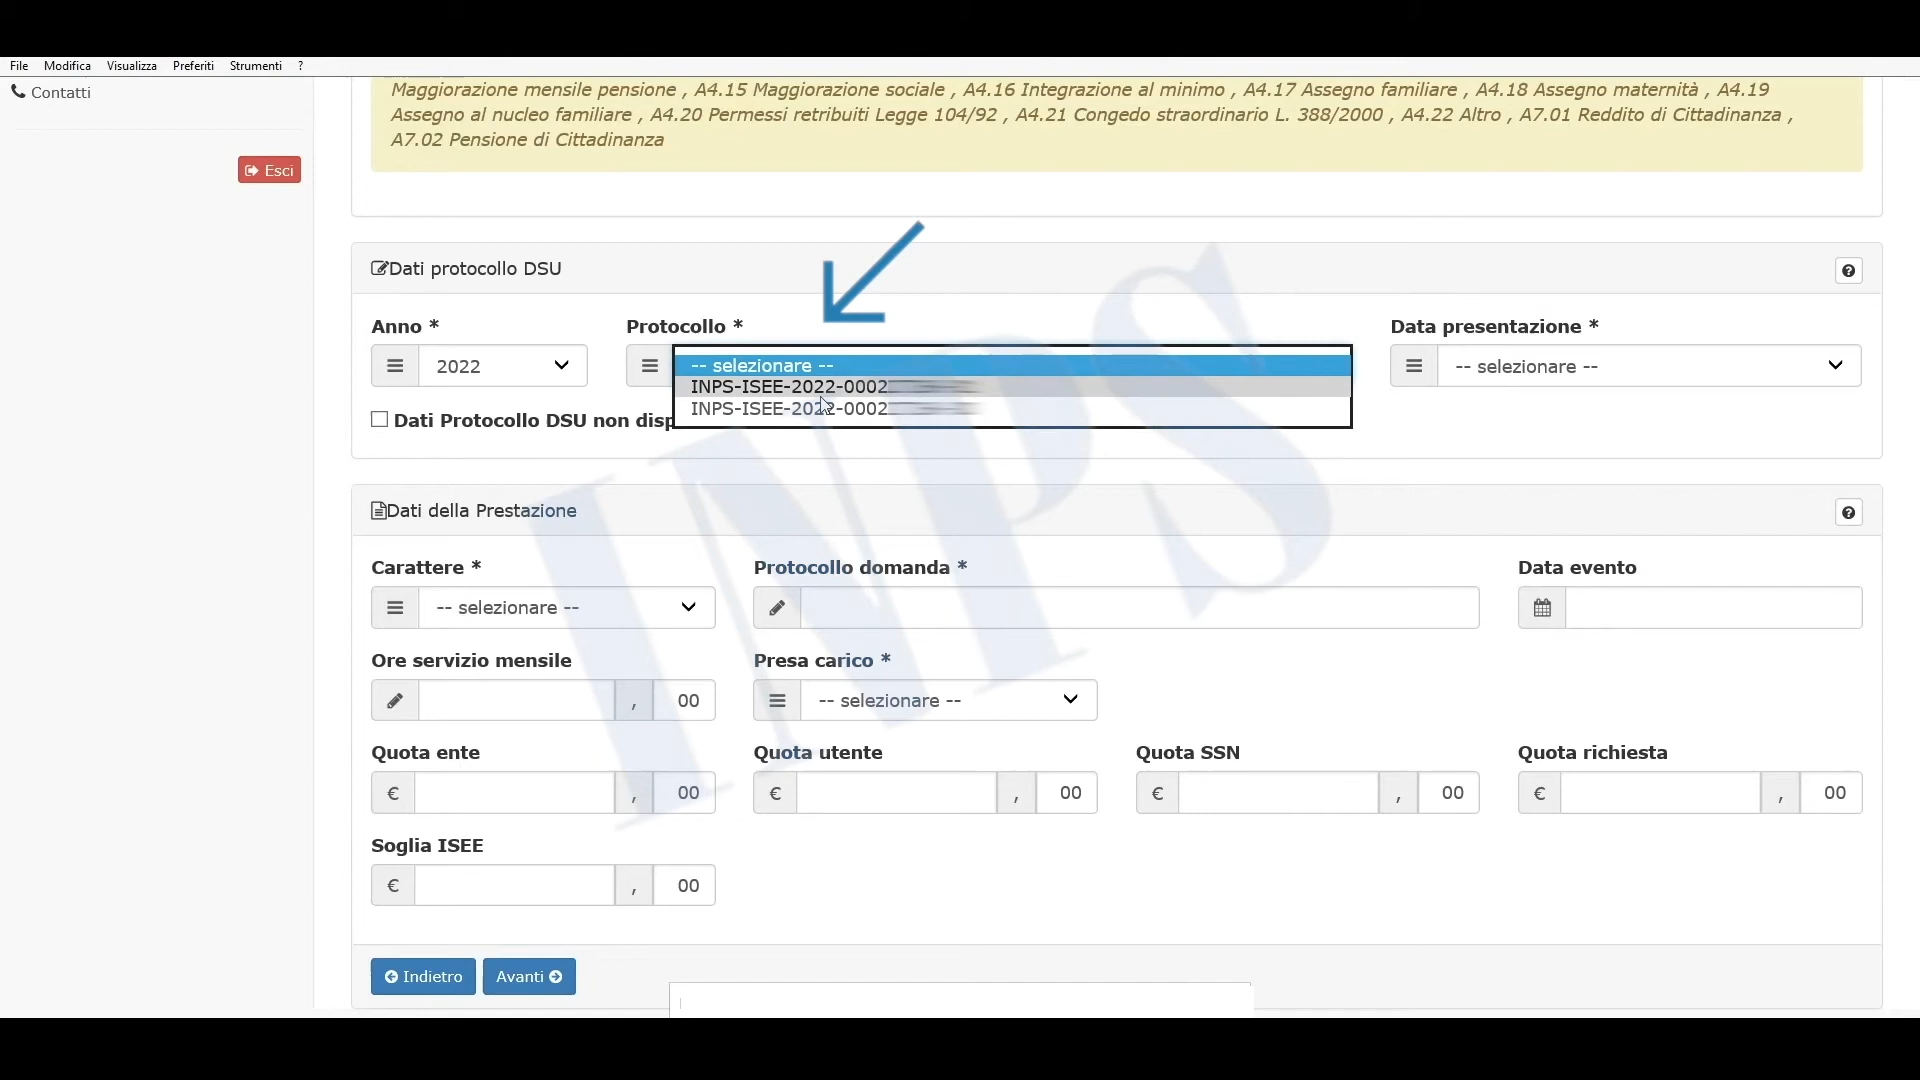 File Modifica Visualizza Preferiti Strumenti ?
Contatti
Esci
Maggiorazione mensile pensione , A4.15 Maggiorazione sociale , A4.16 Integrazione al minimo , A4.17 Assegno familiare , A4.18 Assegno maternità , A4.19
Assegno al nucleo familiare , A4.20 Permessi retribuiti Legge 104/92 , A4.21 Congedo straordinario L. 388/2000 , A4.22 Altro , A7.01 Reddito di Cittadinanza ,
A7.02 Pensione di Cittadinanza
Dati protocollo DSU
Anno * Protocollo * Data presentazione *
2022 -- selezionare -- -- selezionare --
INPS-ISEE-2022-0002
INPS-ISEE-2022-0002
Dati Protocollo DSU non
INPS
Dati della Prestazione
Carattere * Protocollo domanda * Data evento
-- selezionare --
Ore servizio mensile Presa carico *
, 00 -- selezionare --
Quota ente Quota utente Quota SSN Quota richiesta
€ , 00 € , 00 € , 00 € , 00
Soglia ISEE
€ , 00
Indietro Avanti